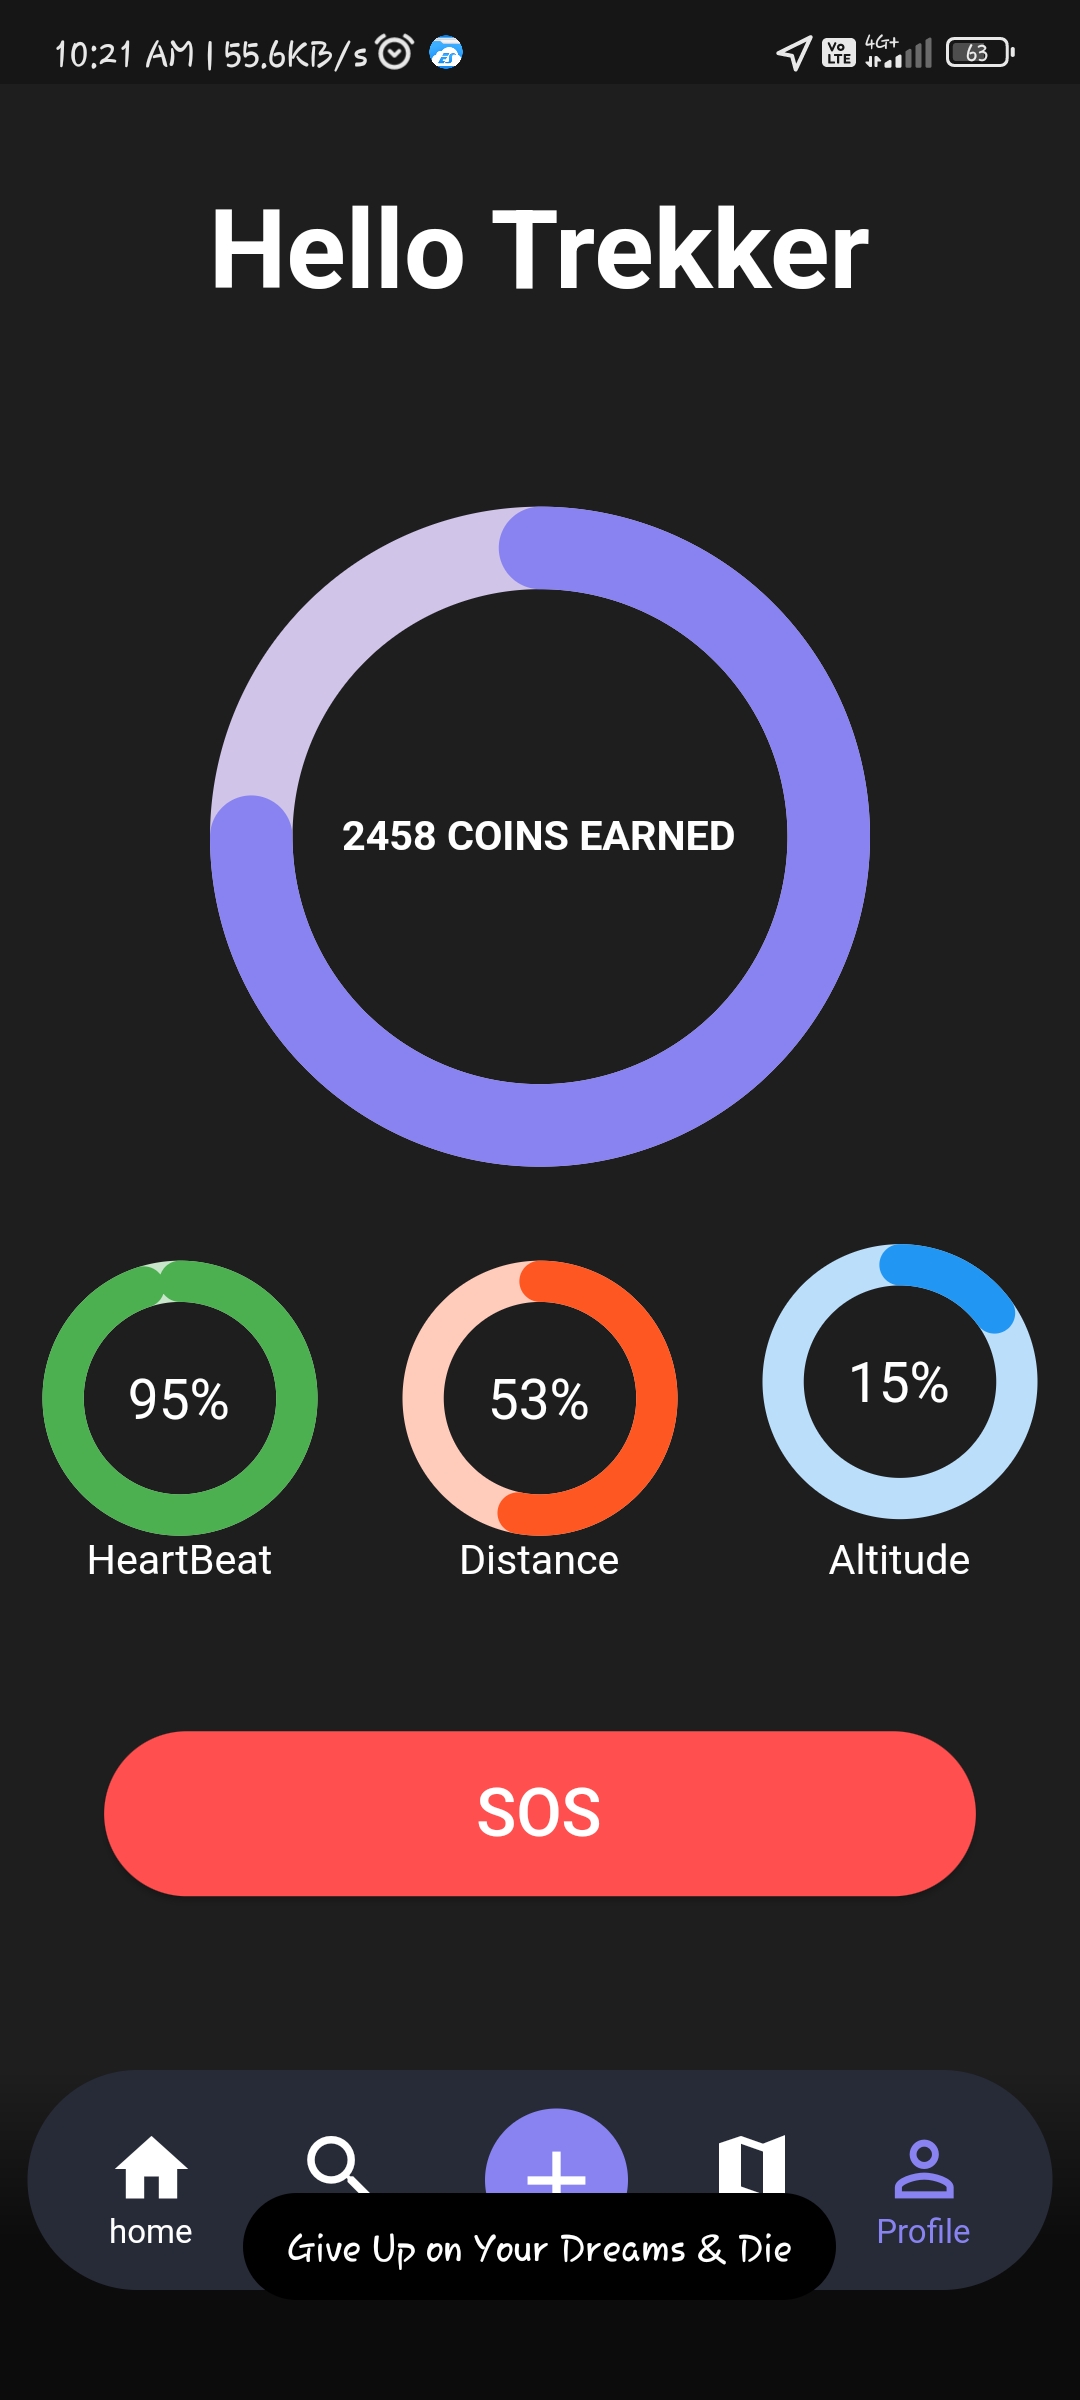 10:21 AM | 55.6KB/s
ES
Vo
LTE
4G+
63
Hello Trekker
2458 COINS EARNED
95%
53%
15%
HeartBeat
Distance
Altitude
SOS
home
Profile
Give Up on Your Dreams & Die